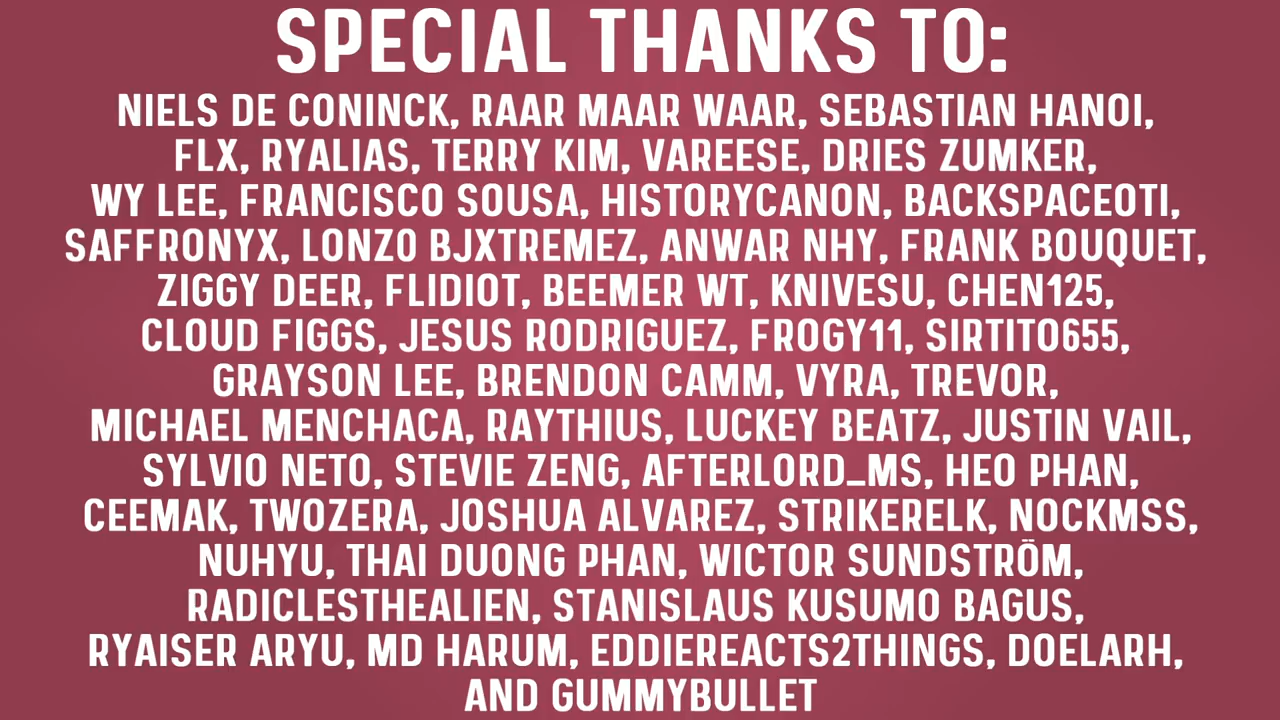 SPECIAL THANKS TO:
NIELS DE CONINCK, RAAR MAAR WAAR, SEBASTIAN HANOI,
FLX, RYALIAS, TERRY KIM, VAREESE, DRIES ZUMKER,
WY LEE, FRANCISCO SOUSA, HISTORYCANON, BACKSPACEOTI,
SAFFRONYX, LONZO BJXTREMEZ, ANWAR NHY, FRANK BOUQUET,
ZIGGY DEER, FLIDIOT, BEEMER WT, KNIVESU, CHEN125,
CLOUD FIGGS, JESUS RODRIGUEZ, FROGY11, SIRTITO655,
GRAYSON LEE, BRENDON CAMM, VYRA, TREVOR,
MICHAEL MENCHACA, RAYTHIUS, LUCKEY BEATZ, JUSTIN VAIL,
SYLVIO NETO, STEVIE ZENG, AFTERLORD_MS, HEO PHAN,
CEEMAK, TWOZERA, JOSHUA ALVAREZ, STRIKERELK, NOCKMSS,
NUHYU, THAI DUONG PHAN, WICTOR SUNDSTRÖM,
RADICLESTHEALIEN, STANISLAUS KUSUMO BAGUS,
RYAISER ARYU, MD HARUM, EDDIEREACTS2THINGS, DOELARH,
AND GUMMYBULLET